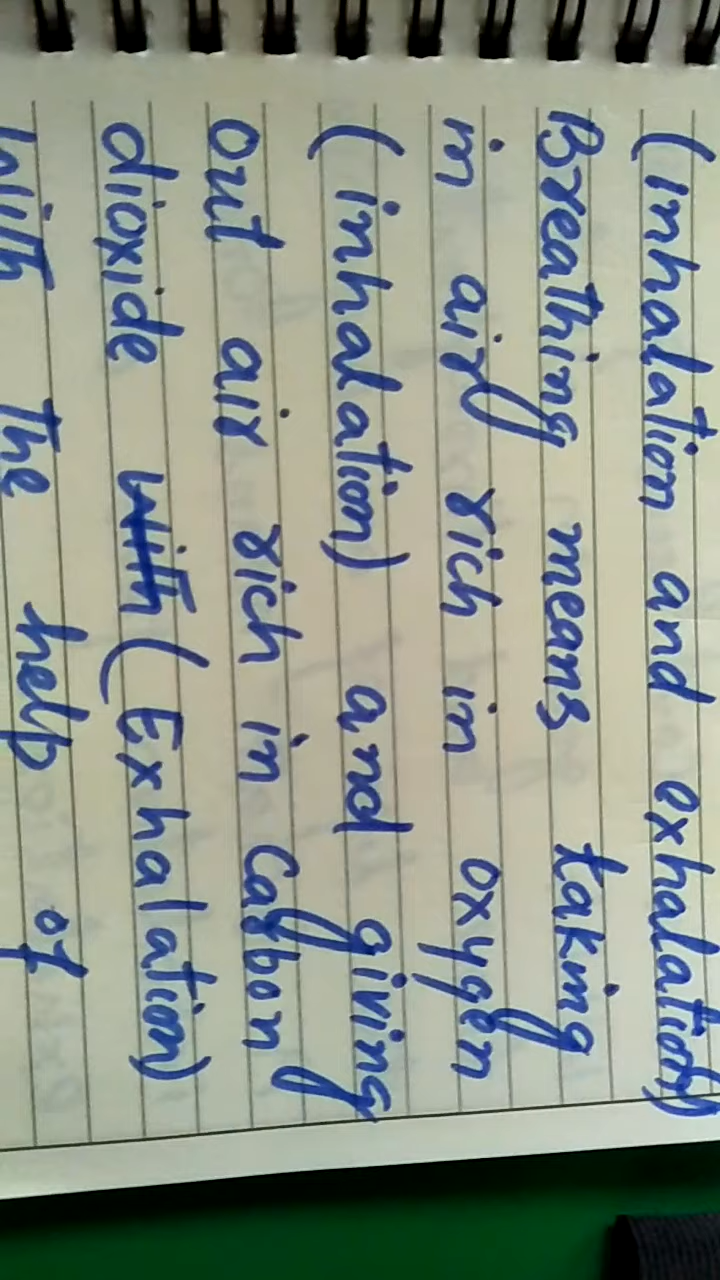 (inhalation and exhalation)
Breathing means taking
in air rich in oxygen
(inhalation) and giving
out air rich in Carbon
dioxide with (Exhalation)
with the help of